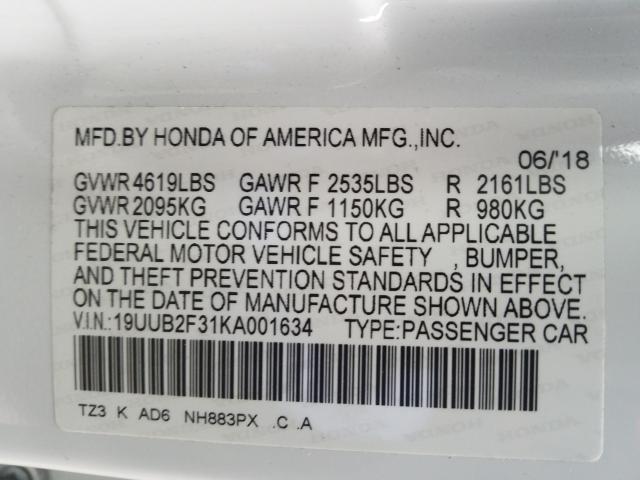 MFD.BY HONDA OF AMERICA MFG.,INC.
06/'18
GVWR 4619LBS GAWR F 2535LBS R 2161LBS
GVWR 2095KG GAWR F 1150KG R 980KG
THIS VEHICLE CONFORMS TO ALL APPLICABLE
FEDERAL MOTOR VEHICLE SAFETY , BUMPER,
AND THEFT PREVENTION STANDARDS IN EFFECT
ON THE DATE OF MANUFACTURE SHOWN ABOVE.
V.I.N.:19UUB2F31KA001634 TYPE:PASSENGER CAR
TZ3 K AD6 NH883PX .C .A